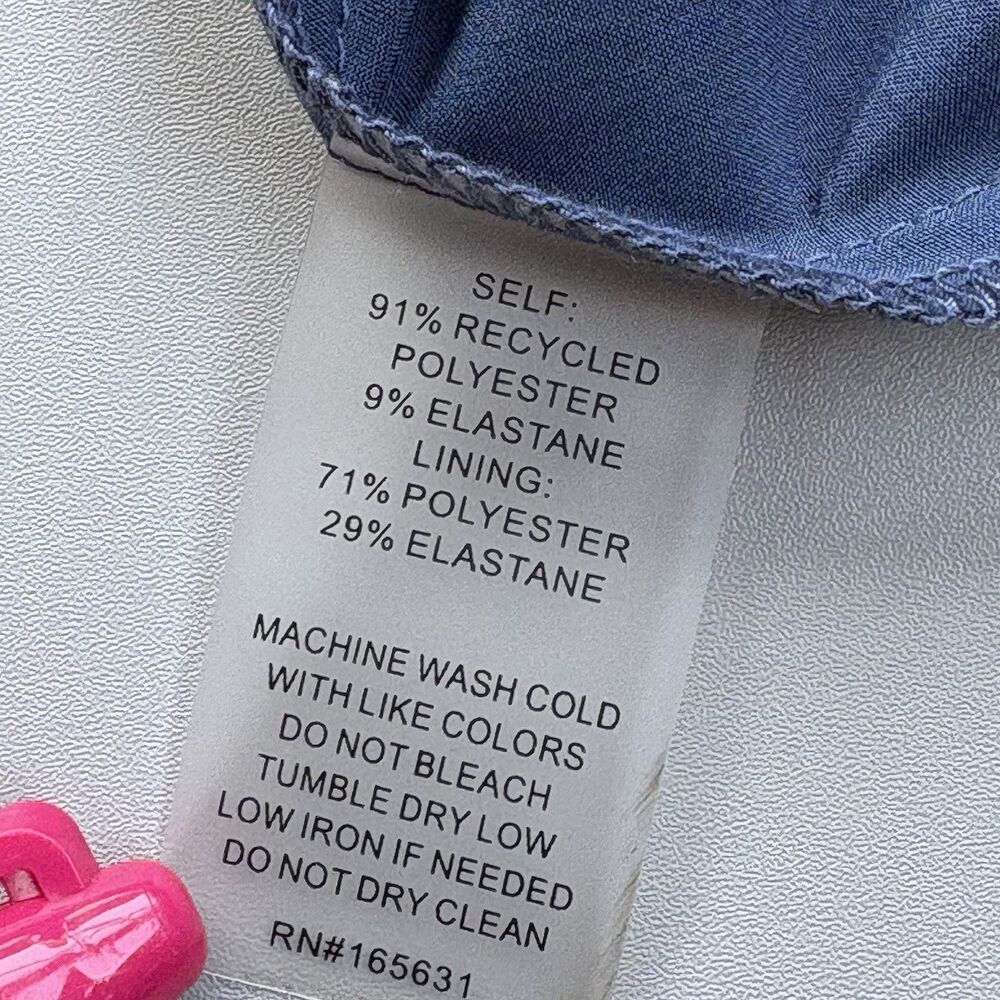 SELF:
91% RECYCLED
POLYESTER
9% ELASTANE
LINING:
71% POLYESTER
29% ELASTANE
MACHINE WASH COLD
WITH LIKE COLORS
DO NOT BLEACH
TUMBLE DRY LOW
LOW IRON IF NEEDED
DO NOT DRY CLEAN
RN#165631